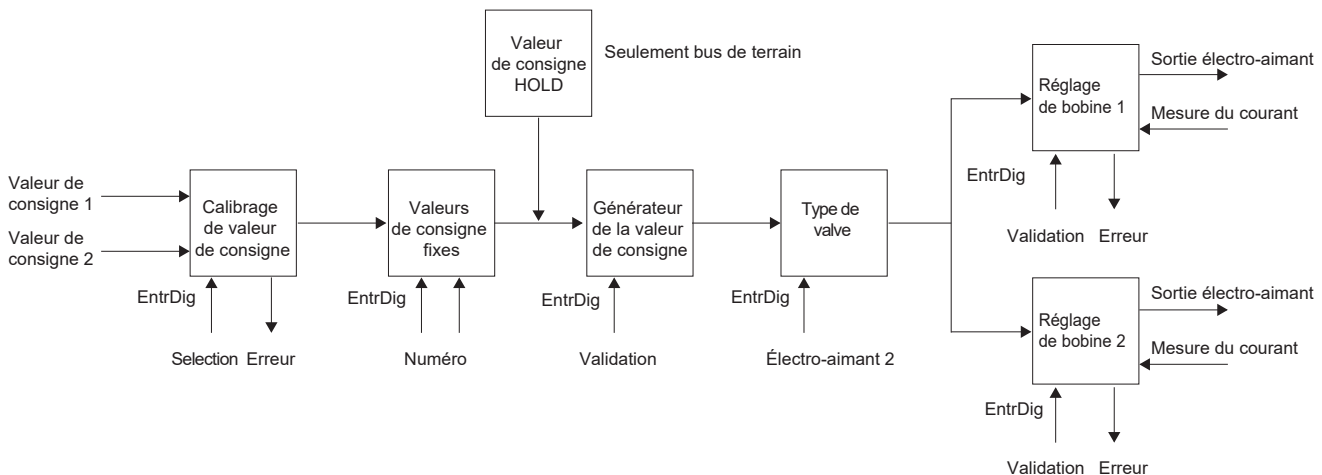 Valeur
de consigne
HOLD
Seulement bus de terrain
Valeur de
consigne 1
Valeur de
consigne 2
Calibrage
de valeur
de consigne
EntrDig
Selection Erreur
Valeurs
de consigne
fixes
EntrDig
Numéro
Générateur
de la valeur
de consigne
EntrDig
Validation
Type de
valve
EntrDig
Électro-aimant 2
Réglage
de bobine 1
Sortie électro-aimant
Mesure du courant
EntrDig
Validation Erreur
Réglage
de bobine 2
Sortie électro-aimant
Mesure du courant
EntrDig
Validation Erreur